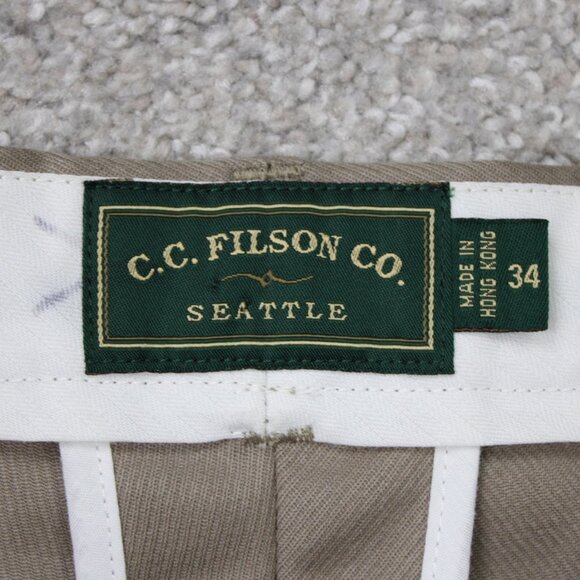 C.C. FILSON CO.
SEATTLE
MADE IN
HONG KONG
34